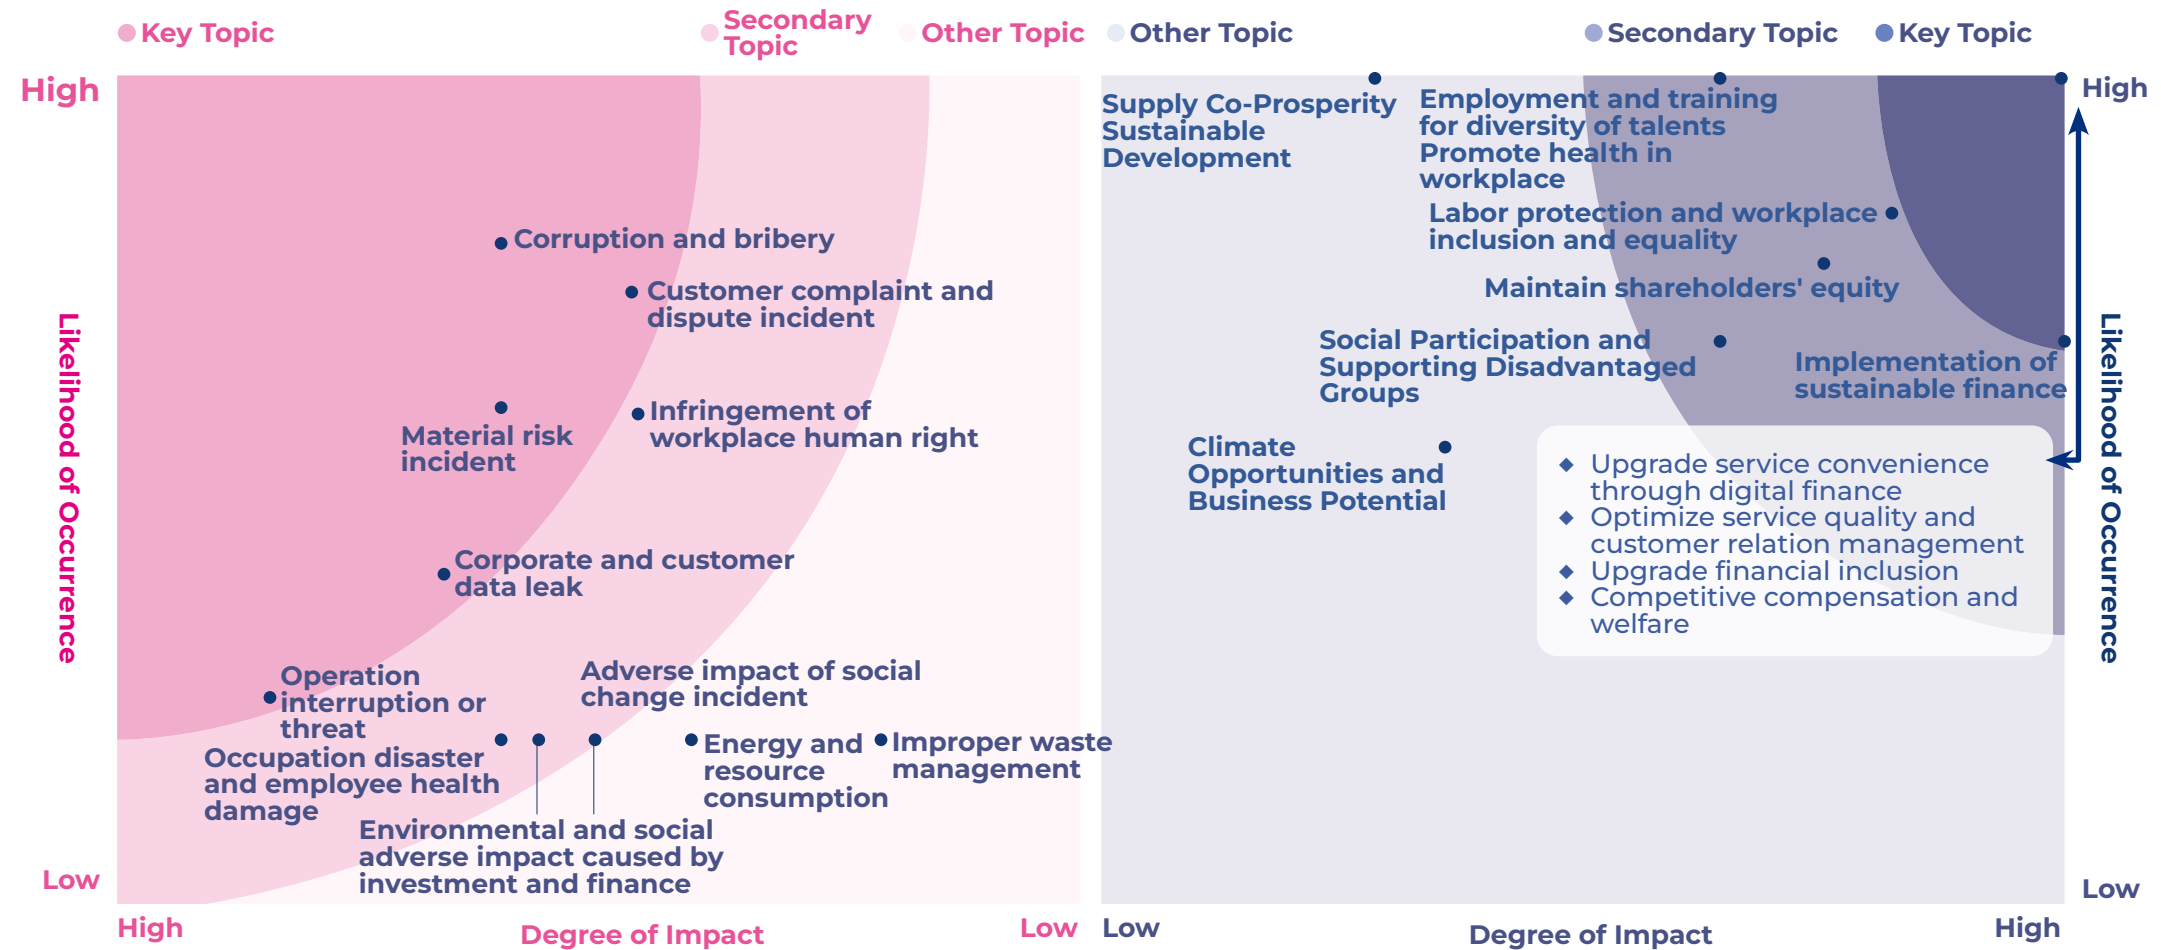 Key Topic
Secondary
Topic
Other Topic
Other Topic
Secondary Topic
Key Topic
High
Likelihood of Occurrence
Low
High
Degree of Impact
Low
Corruption and bribery
Customer complaint and
dispute incident
Material risk
incident
Infringement of
workplace human right
Corporate and customer
data leak
Operation
interruption or
threat
Adverse impact of social
change incident
Occupation disaster
and employee health
damage
Energy and
resource
consumption
Improper waste
management
Environmental and social
adverse impact caused by
investment and finance
Supply Co-Prosperity
Sustainable
Development
Employment and training
for diversity of talents
Promote health in
workplace
Labor protection and workplace
inclusion and equality
Maintain shareholders' equity
Social Participation and
Supporting Disadvantaged
Groups
Implementation of
sustainable finance
Climate
Opportunities and
Business Potential
◆ Upgrade service convenience
through digital finance
◆ Optimize service quality and
customer relation management
◆ Upgrade financial inclusion
◆ Competitive compensation and
welfare
High
Likelihood of Occurrence
Low
Low
Degree of Impact
High